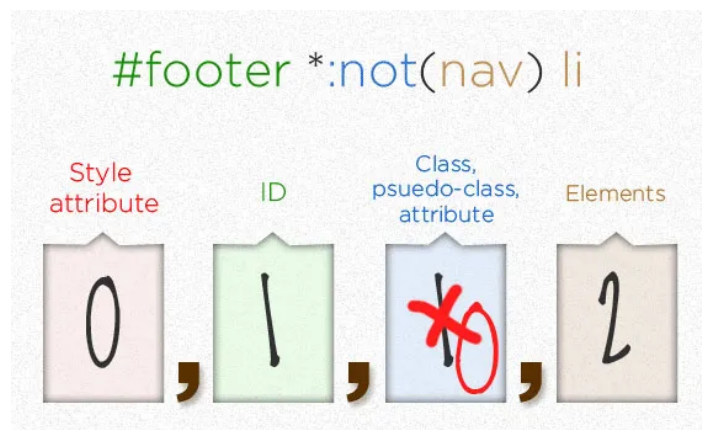 #footer *:not(nav) li
Style
attribute
ID
Class,
psuedo-class,
attribute
Elements
0 , 1 , 1 0 , 2